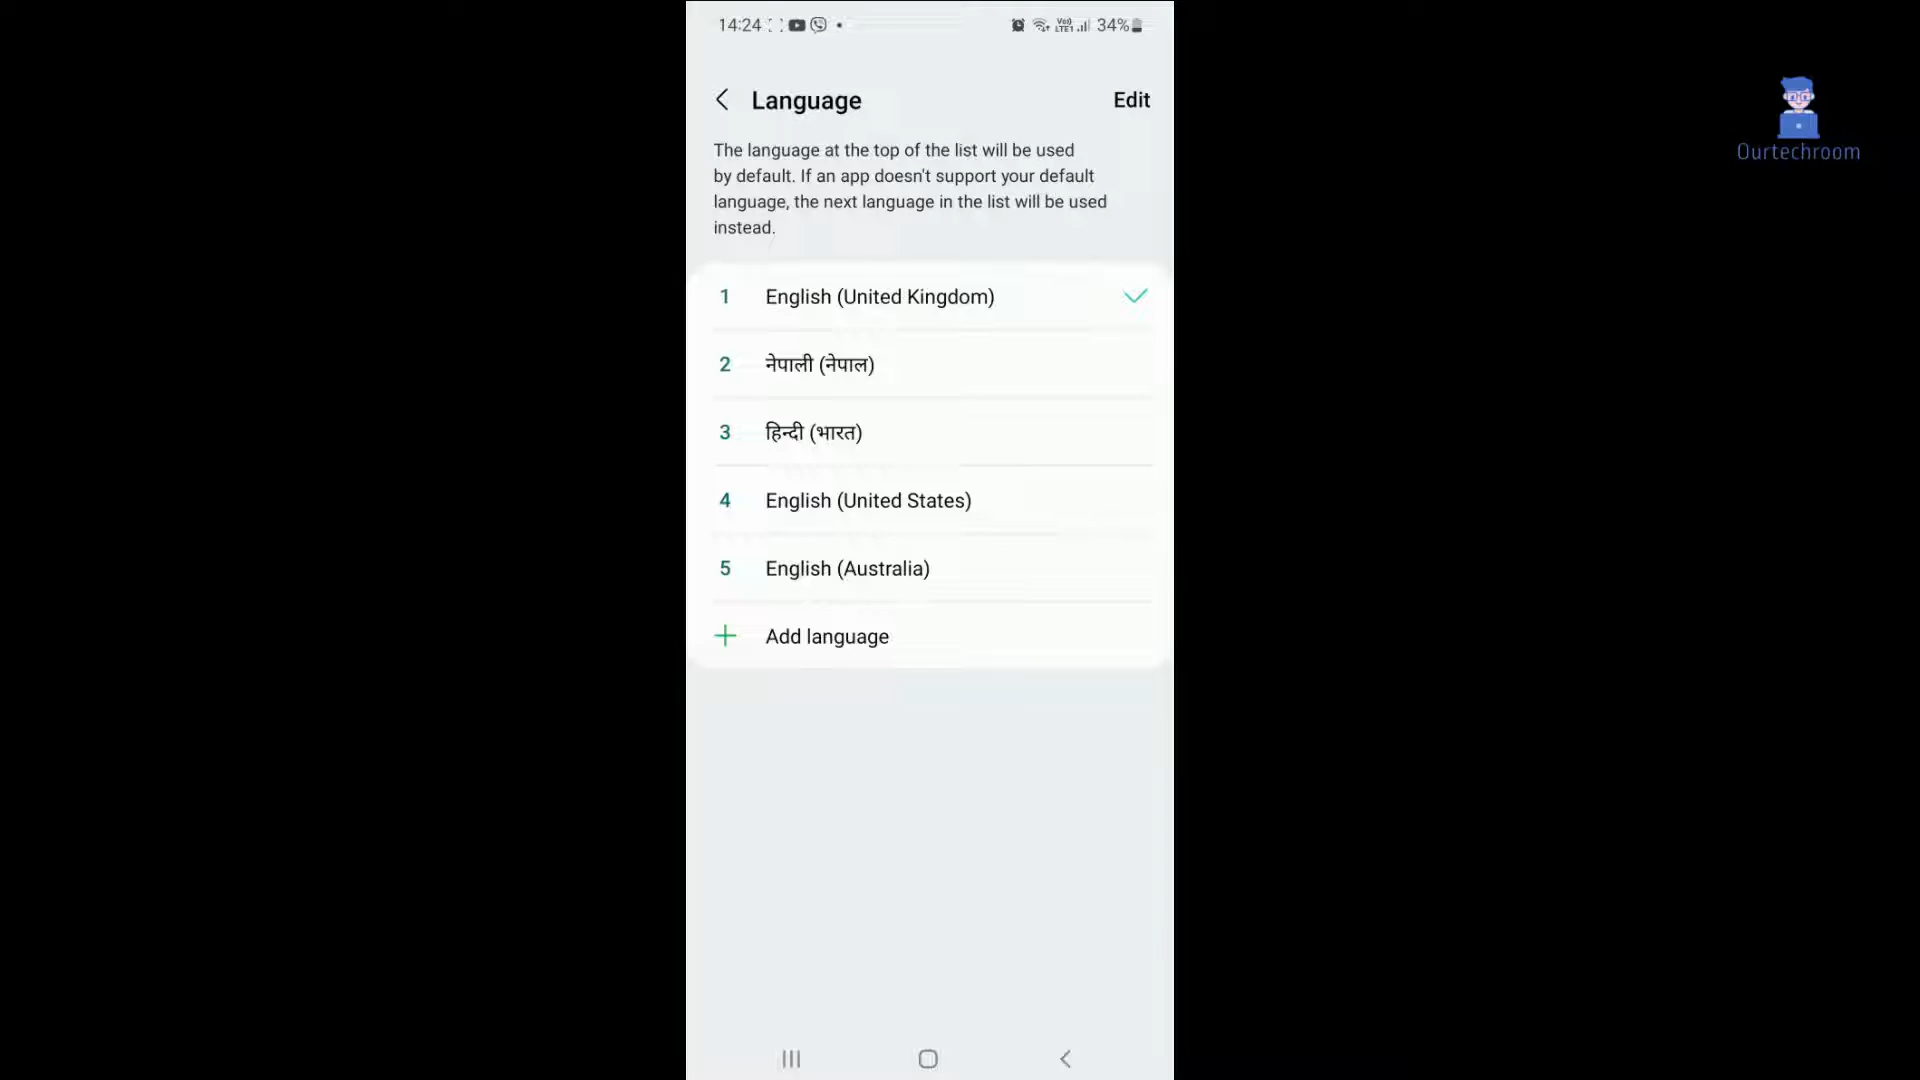 14:24 34%
Language Edit
The language at the top of the list will be used
by default. If an app doesn't support your default
language, the next language in the list will be used
instead.
1 English (United Kingdom)
2 नेपाली (नेपाल)
3 हिन्दी (भारत)
4 English (United States)
5 English (Australia)
+ Add language
Ourtechroom